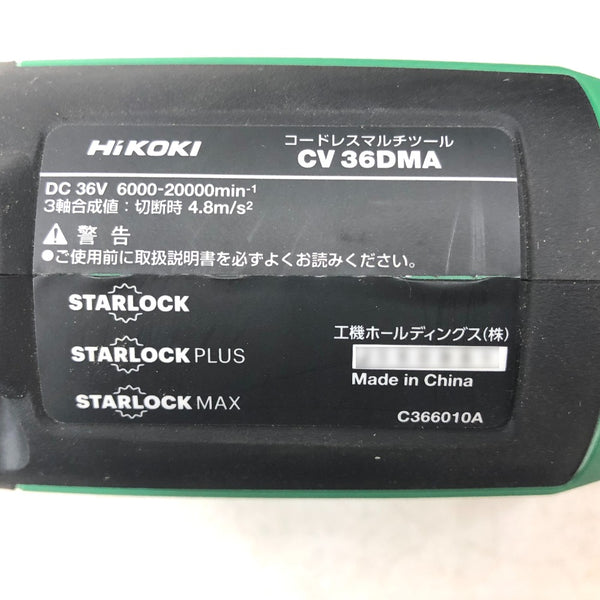 HiKOKI
コードレスマルチツール
CV 36DMA
DC 36V 6000-20000min-1
3軸合成値：切断時 4.8m/s²
警告
●ご使用前に取扱説明書を必ずよくお読みください。
STARLOCK
STARLOCK PLUS
STARLOCK MAX
工機ホールディングス(株)
Made in China
C366010A